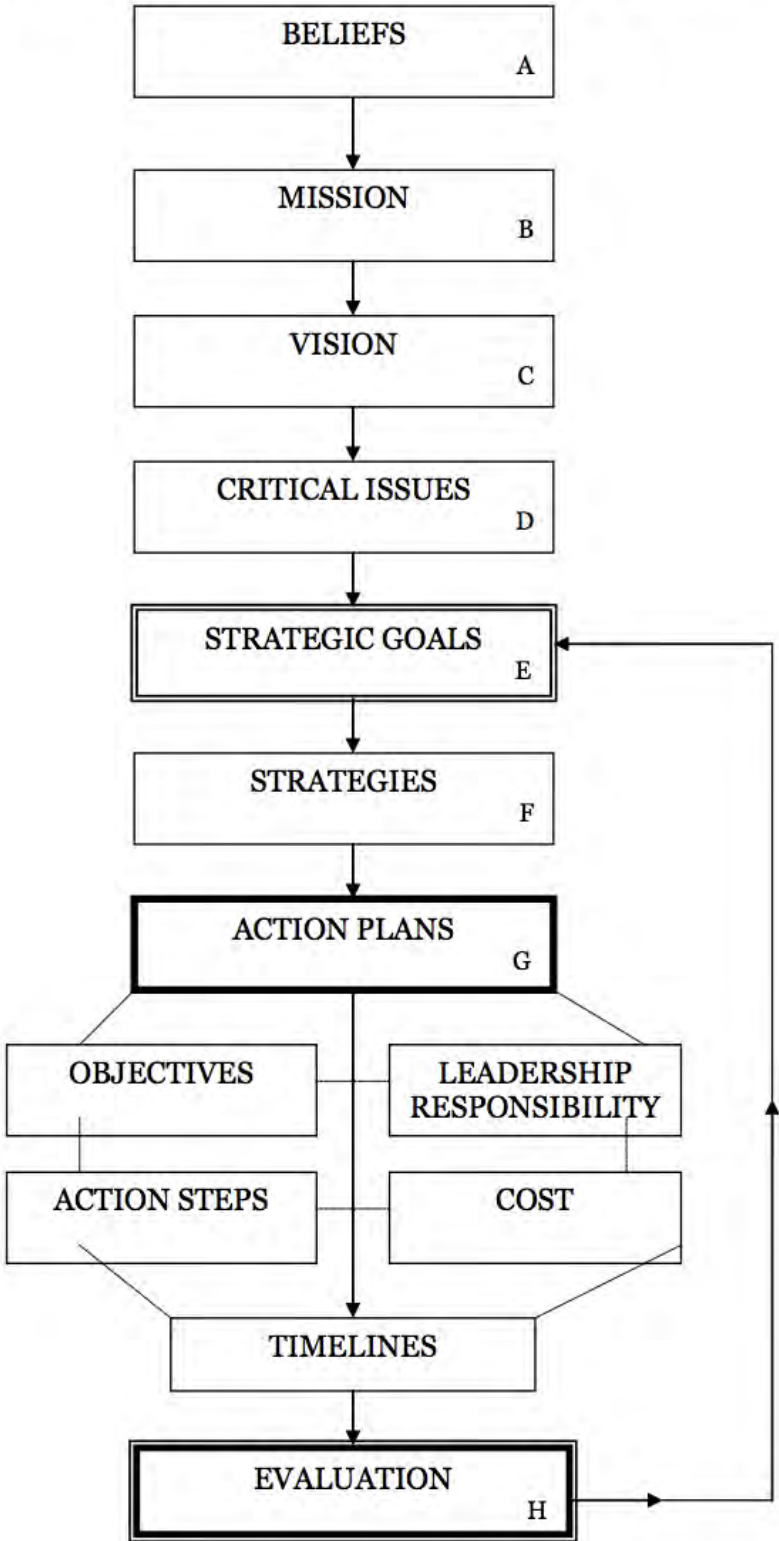 BELIEFS
A
MISSION
B
VISION
C
CRITICAL ISSUES
D
STRATEGIC GOALS
E
STRATEGIES
F
ACTION PLANS
G
OBJECTIVES
LEADERSHIP
RESPONSIBILITY
ACTION STEPS
COST
TIMELINES
EVALUATION
H